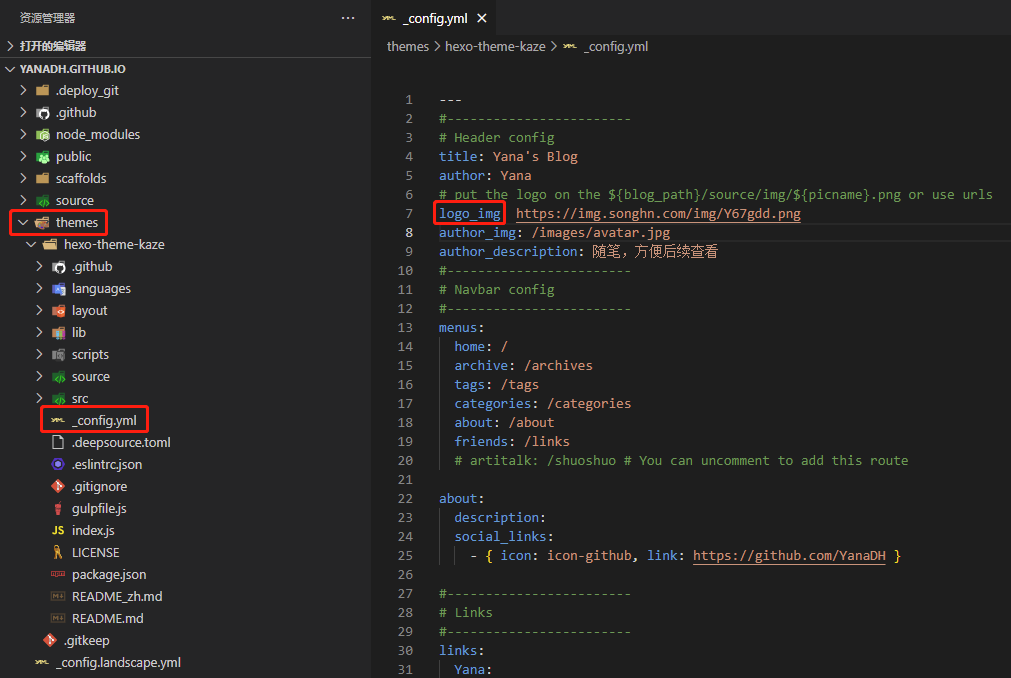 资源管理器 ···
打开的编辑器
YANADH.GITHUB.IO
.deploy_git
.github
node_modules
public
scaffolds
source
themes
hexo-theme-kaze
.github
languages
layout
lib
scripts
source
src
_config.yml
.deepsource.toml
.eslintrc.json
.gitignore
gulpfile.js
JS index.js
LICENSE
package.json
README_zh.md
README.md
.gitkeep
_config.landscape.yml
_config.yml ×
themes > hexo-theme-kaze > _config.yml
1 ---
2 #------------------------
3 # Header config
4 title: Yana's Blog
5 author: Yana
6 # put the logo on the ${blog_path}/source/img/${picname}.png or use urls
7 logo_img https://img.songhn.com/img/Y67gdd.png
8 author_img: /images/avatar.jpg
9 author_description: 随笔，方便后续查看
10 #------------------------
11 # Navbar config
12 #------------------------
13 menus:
14 home: /
15 archive: /archives
16 tags: /tags
17 categories: /categories
18 about: /about
19 friends: /links
20 # artitalk: /shuoshuo # You can uncomment to add this route
21
22 about:
23 description:
24 social_links:
25 - { icon: icon-github, link: https://github.com/YanaDH }
26
27 #------------------------
28 # Links
29 #------------------------
30 links:
31 Yana: